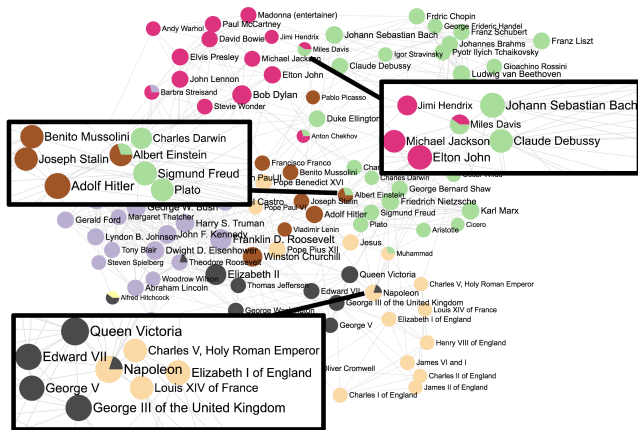 Madonna (entertainer)
Andy Warhol
Paul McCartney
David Bowie
Jimi Hendrix
Miles Davis
Elvis Presley
Michael Jackson
John Lennon
Elton John
Barbra Streisand
Bob Dylan
Stevie Wonder
Frdric Chopin
George Frideric Handel
Johann Sebastian Bach
Franz Schubert
Johannes Brahms
Franz Liszt
Igor Stravinsky
Pyotr Ilyich Tchaikovsky
Claude Debussy
Gioachino Rossini
Ludwig van Beethoven
Jimi Hendrix
Johann Sebastian Bach
Miles Davis
Michael Jackson
Claude Debussy
Elton John
Pablo Picasso
Duke Ellington
Anton Chekhov
Benito Mussolini
Charles Darwin
Joseph Stalin
Albert Einstein
Sigmund Freud
Adolf Hitler
Plato
Francisco Franco
Benito Mussolini
Pope Benedict XVI
Albert Einstein
George Bernard Shaw
Castro
Joseph Stalin
Friedrich Nietzsche
Pope Paul VI
Adolf Hitler
Sigmund Freud
Karl Marx
Vladimir Lenin
Plato
Cicero
Aristotle
George W. Bush
Gerald Ford
Margaret Thatcher
Harry S. Truman
Lyndon B. Johnson
John F. Kennedy
Franklin D. Roosevelt
Tony Blair
Dwight D. Eisenhower
Pope Pius XII
Jesus
Steven Spielberg
Theodore Roosevelt
Winston Churchill
Muhammad
Woodrow Wilson
Elizabeth II
Queen Victoria
Abraham Lincoln
Thomas Jefferson
Alfred Hitchcock
Edward VII
Napoleon
Charles V, Holy Roman Emperor
George III of the United Kingdom
Louis XIV of France
George V
Elizabeth I of England
Henry VIII of England
James VI and I
Oliver Cromwell
Charles II of England
James II of England
Charles I of England
Queen Victoria
Edward VII
Charles V, Holy Roman Emperor
Napoleon
Elizabeth I of England
George V
Louis XIV of France
George III of the United Kingdom